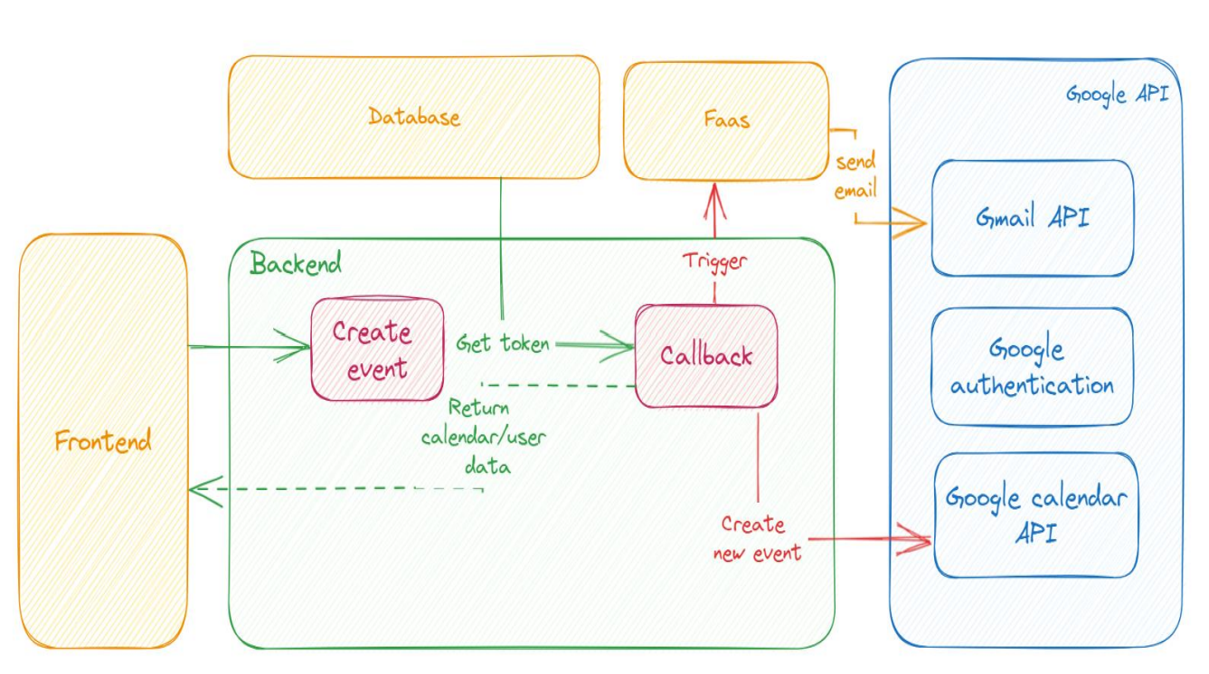 Database
Faas
Google API
send
email
Gmail API
Backend
Trigger
Create
event
Get token
Callback
Google
authentication
Return
calendar/user
data
Frontend
Google calendar
API
Create
new event